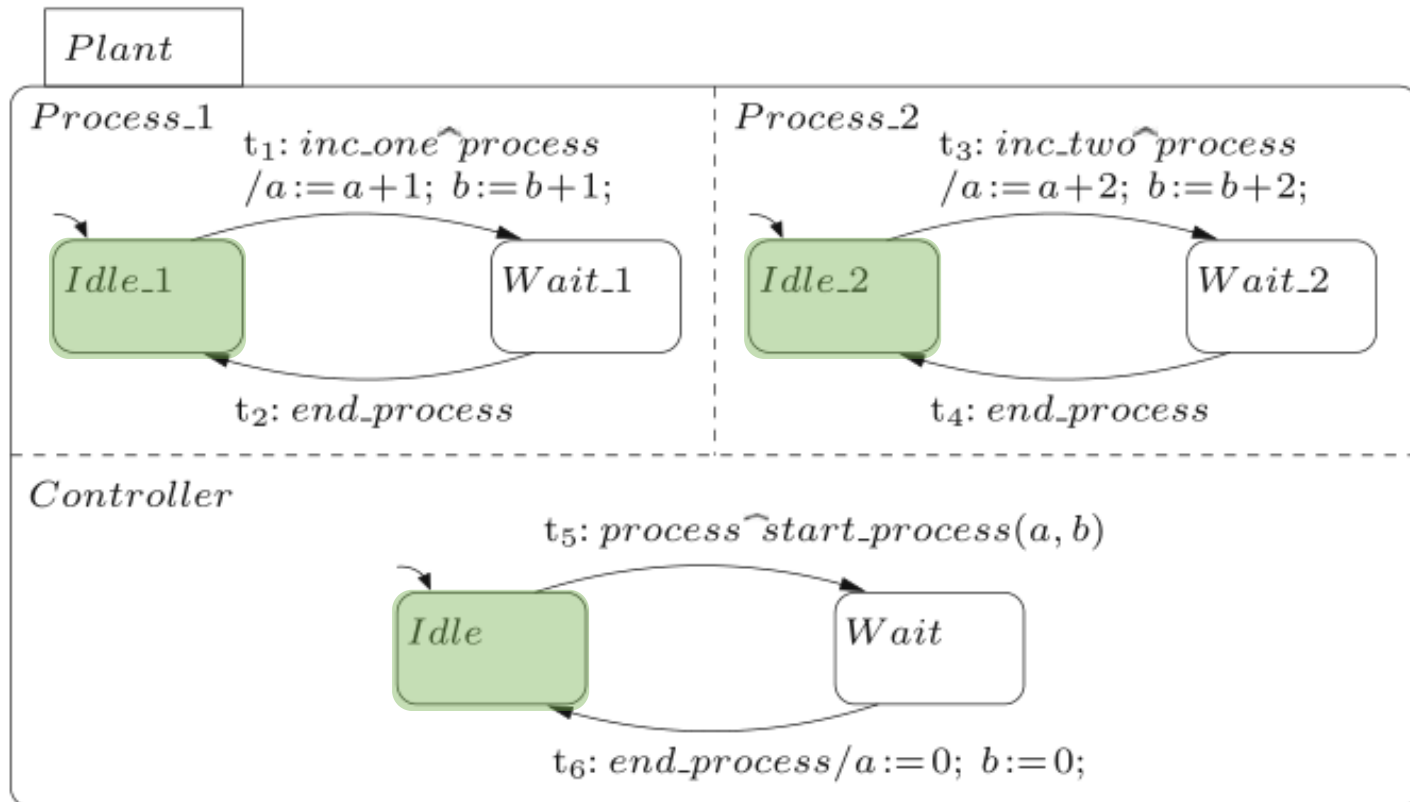 Plant
Process_1
t₁: inc_one^process
/a:=a+1; b:=b+1;
Idle_1
Wait_1
t₂: end_process
Process_2
t₃: inc_two^process
/a:=a+2; b:=b+2;
Idle_2
Wait_2
t₄: end_process
Controller
t₅: process^start_process(a, b)
Idle
Wait
t₆: end_process/a:=0; b:=0;